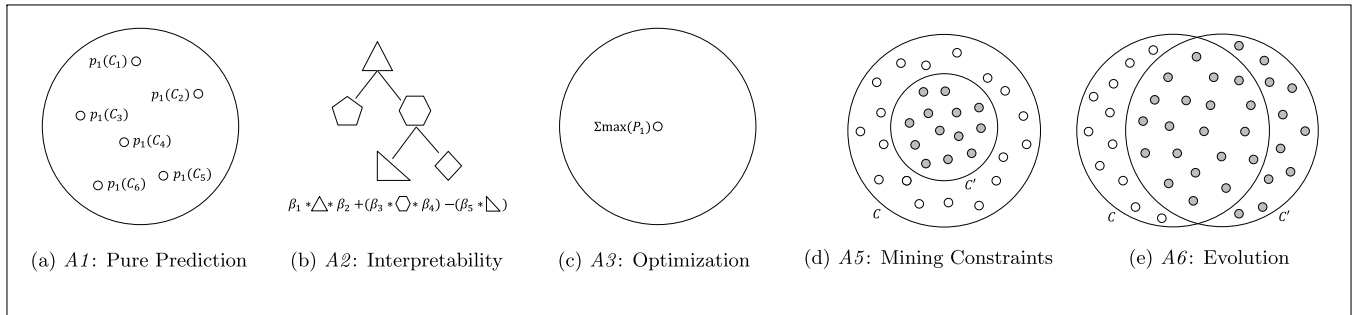 p₁(C₁)
p₁(C₂)
p₁(C₃)
p₁(C₄)
p₁(C₅)
p₁(C₆)
(a) A1: Pure Prediction
β₁ *△* β₂ +(β₃ *⬡* β₄) −(β₅ *◺)
(b) A2: Interpretability
Σmax(P₁)
(c) A3: Optimization
C′
C
(d) A5: Mining Constraints
C
C′
(e) A6: Evolution